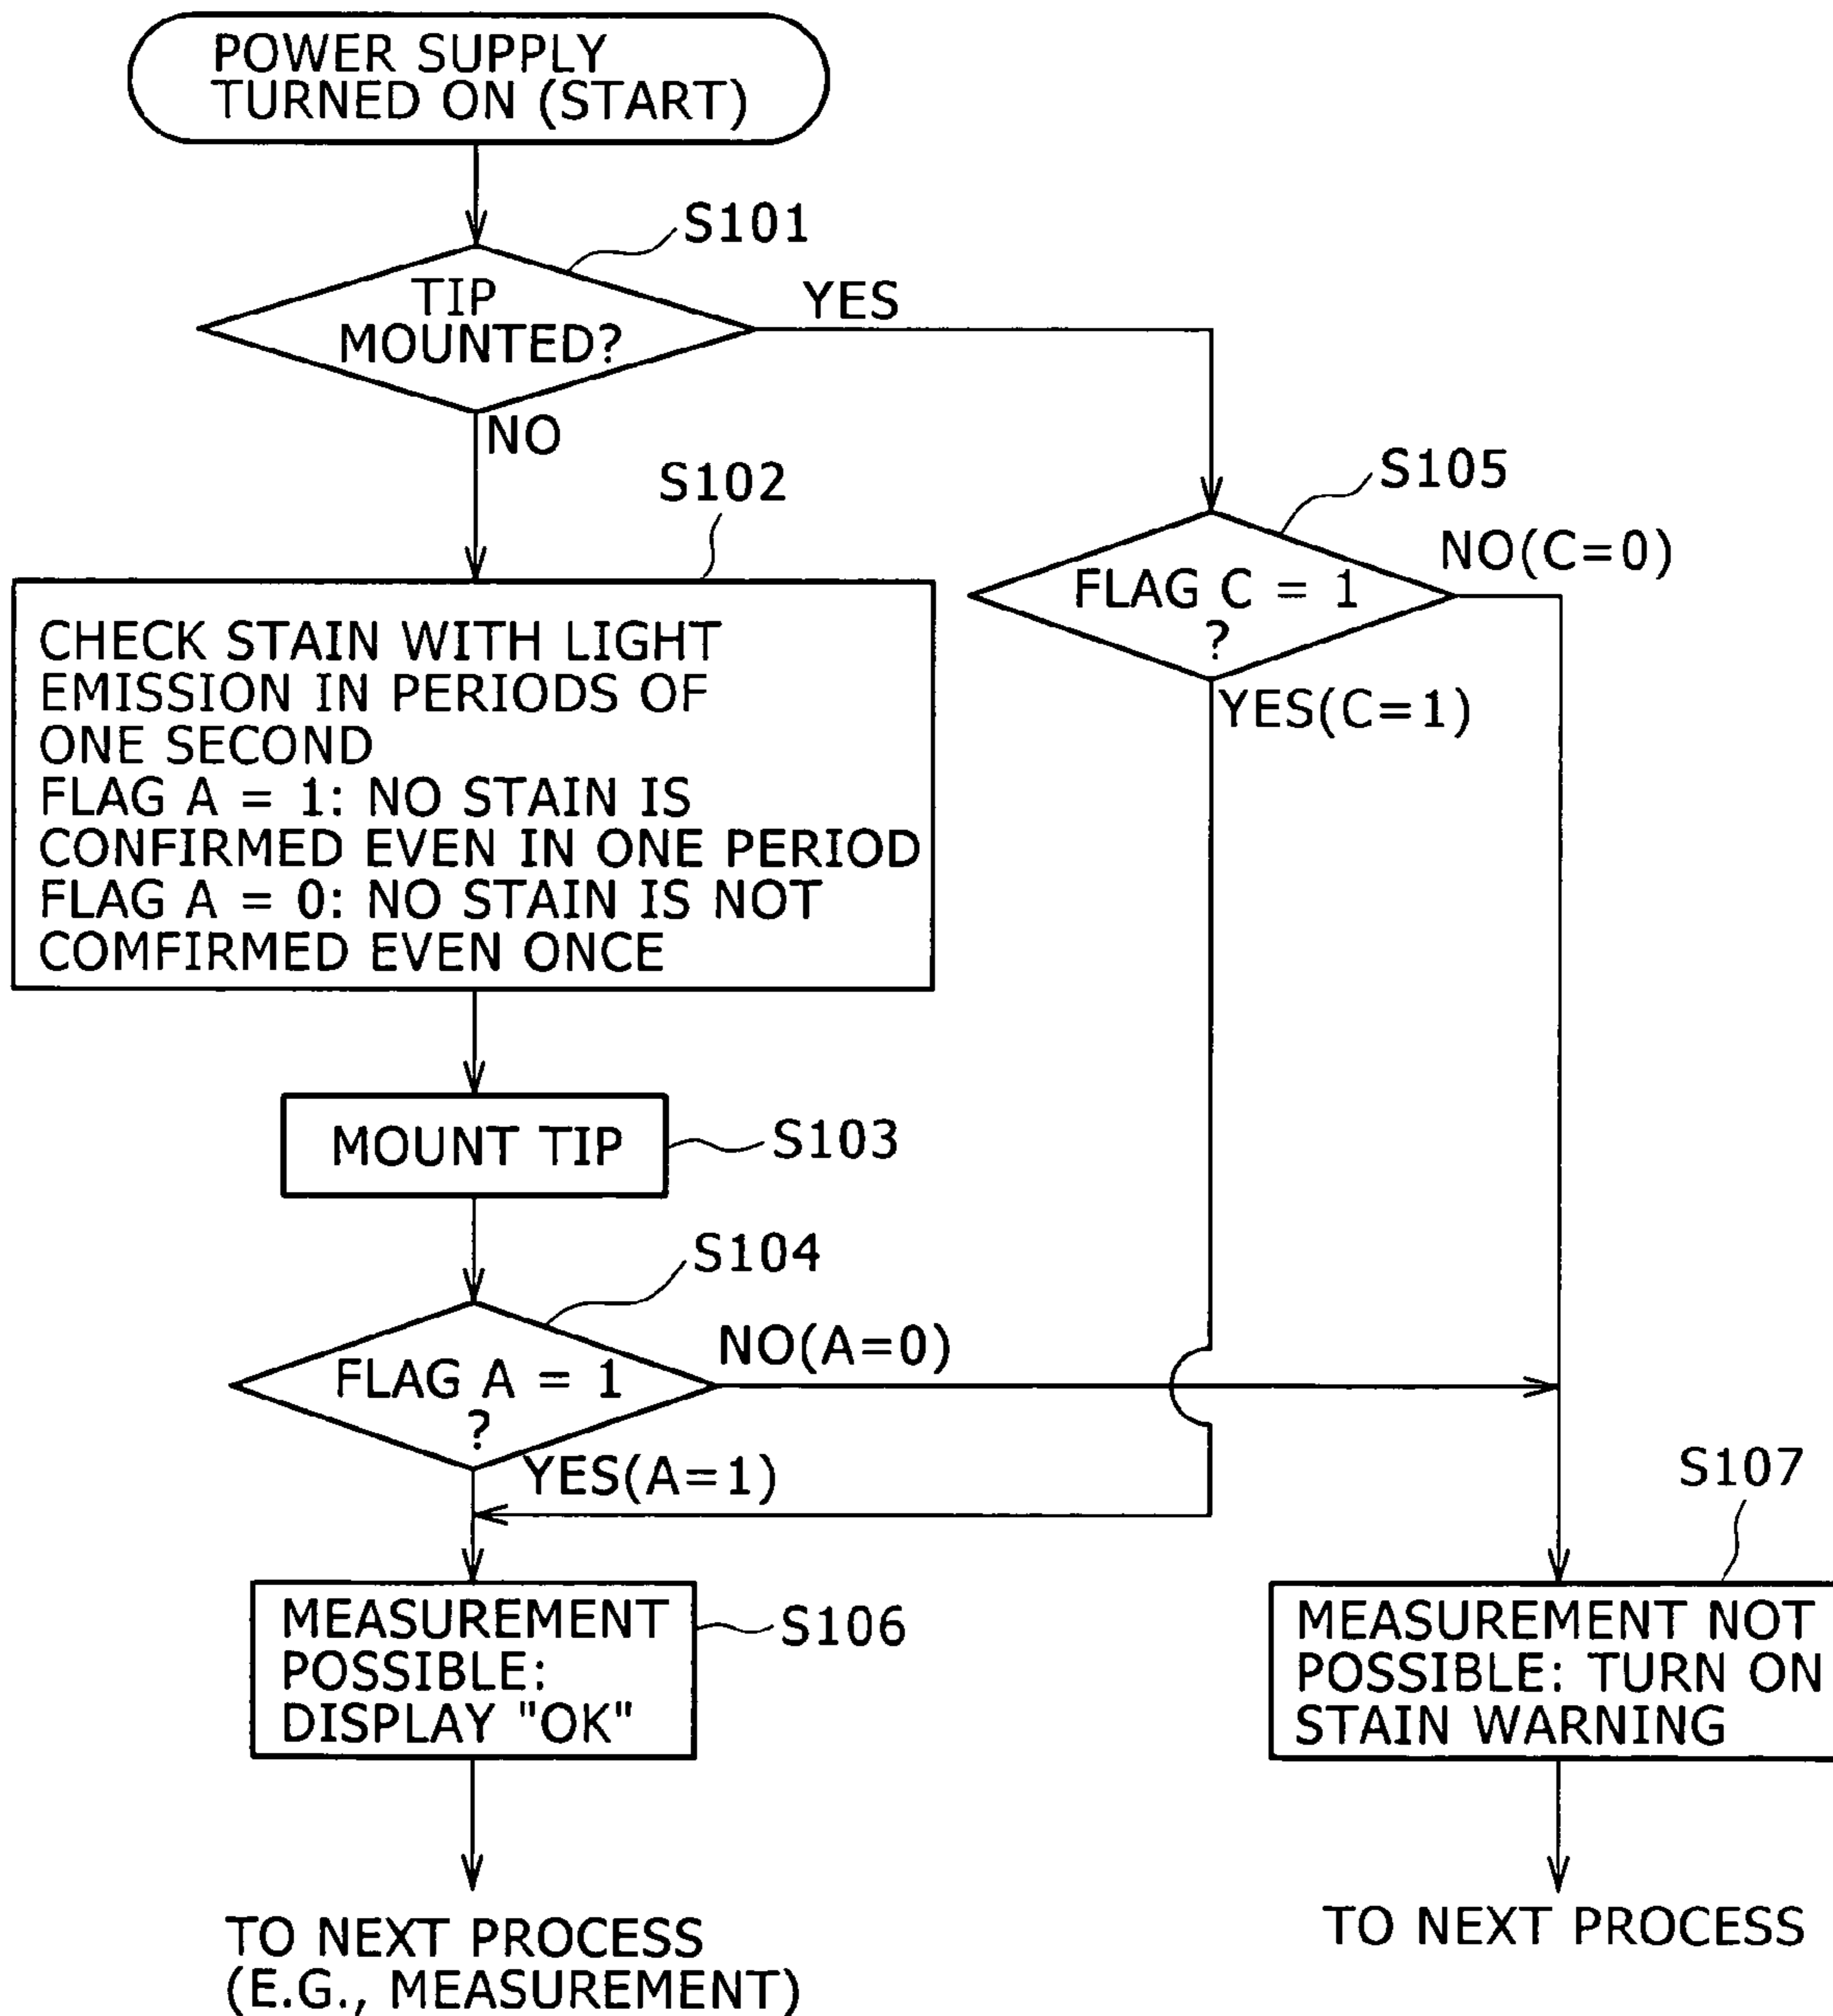 POWER SUPPLY
TURNED ON (START)
S101
TIP
MOUNTED?
YES
NO
S102
S105
NO(C=0)
FLAG C = 1
?
YES(C=1)
CHECK STAIN WITH LIGHT
EMISSION IN PERIODS OF
ONE SECOND
FLAG A = 1: NO STAIN IS
CONFIRMED EVEN IN ONE PERIOD
FLAG A = 0: NO STAIN IS NOT
COMFIRMED EVEN ONCE
MOUNT TIP
S103
S104
NO(A=0)
FLAG A = 1
?
YES(A=1)
S107
MEASUREMENT
POSSIBLE:
DISPLAY "OK"
S106
MEASUREMENT NOT
POSSIBLE: TURN ON
STAIN WARNING
TO NEXT PROCESS
(E.G., MEASUREMENT)
TO NEXT PROCESS